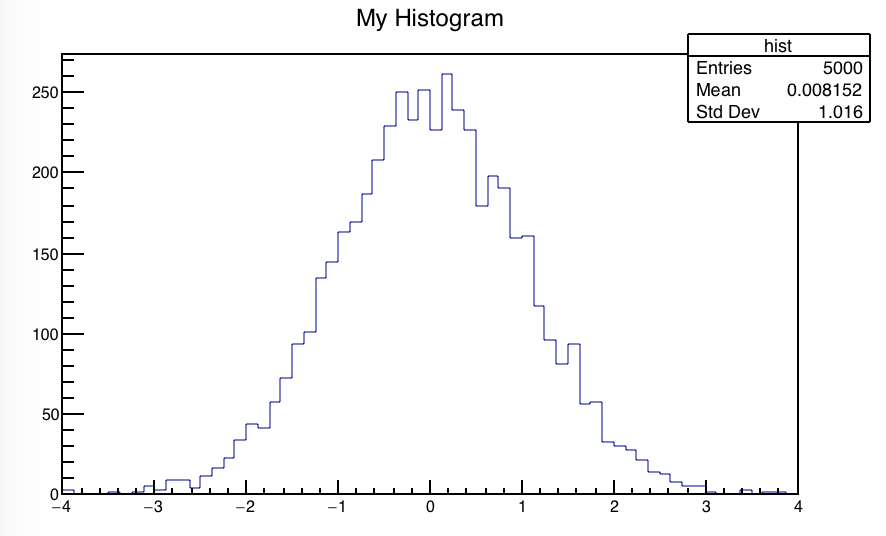 My Histogram
hist
Entries 5000
Mean 0.008152
Std Dev 1.016
250
200
150
100
50
0
−4 −3 −2 −1 0 1 2 3 4